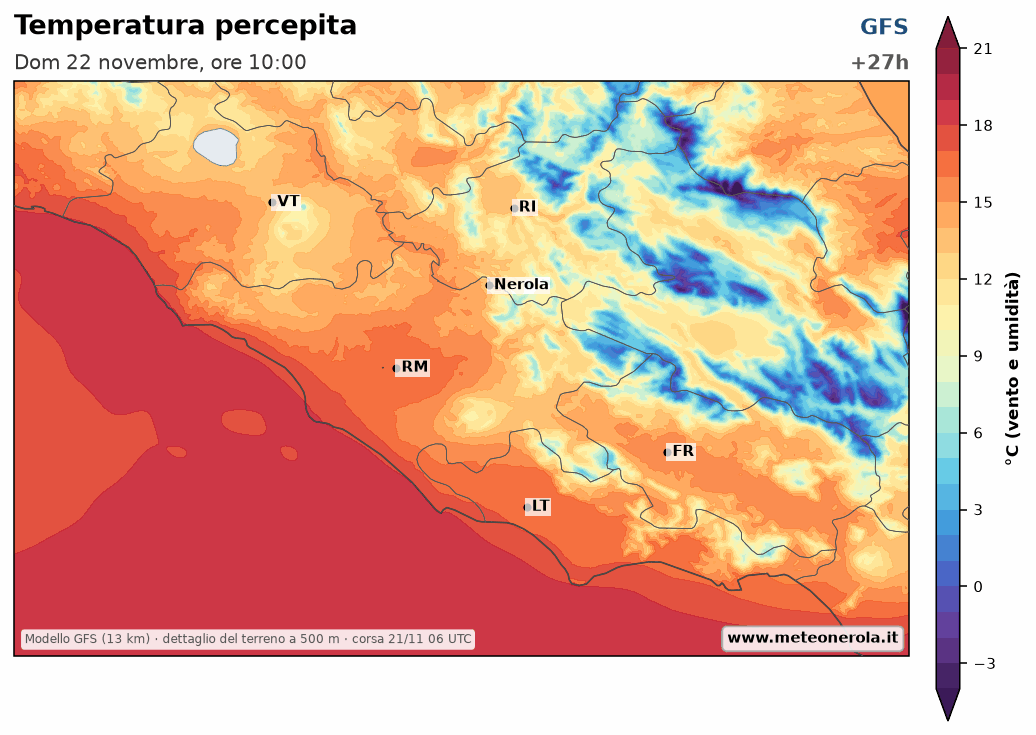 Temperatura percepita
GFS
Dom 22 novembre, ore 10:00
+27h
VT
RI
Nerola
RM
FR
LT
Modello GFS (13 km) · dettaglio del terreno a 500 m · corsa 21/11 06 UTC
www.meteonerola.it
21
18
15
12
9
6
3
0
−3
°C (vento e umidità)